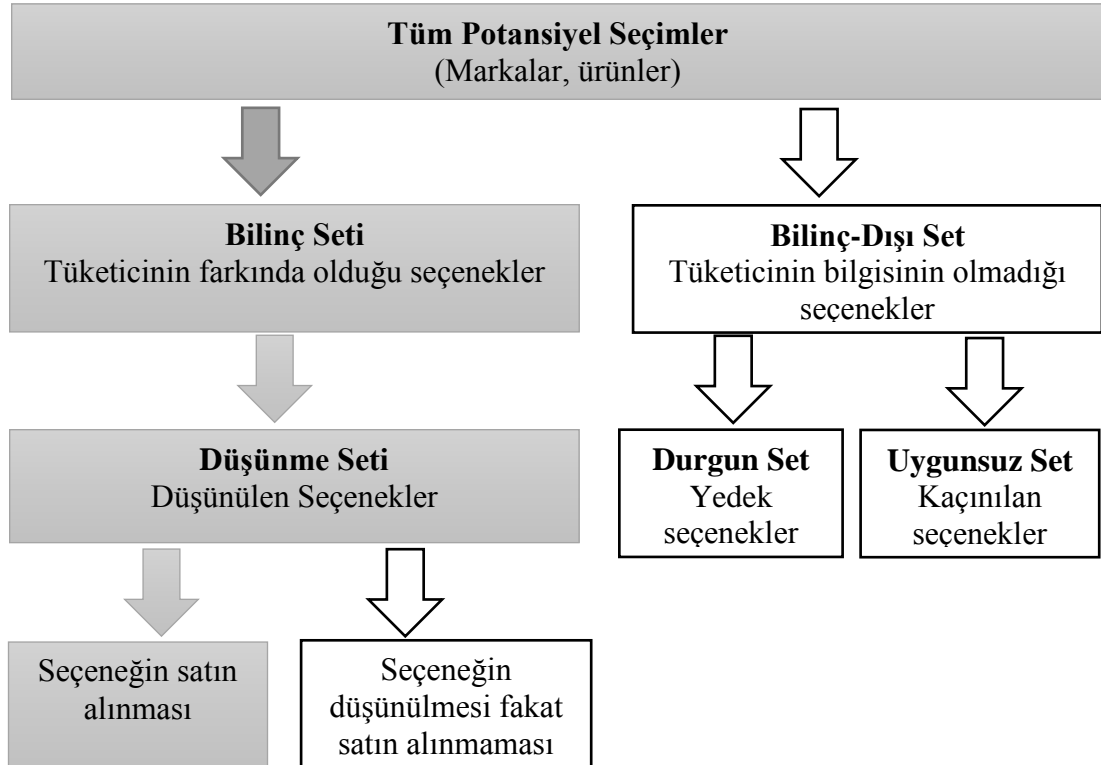 Tüm Potansiyel Seçimler
(Markalar, ürünler)
Bilinç Seti
Tüketicinin farkında olduğu seçenekler
Bilinç-Dışı Set
Tüketicinin bilgisinin olmadığı
seçenekler
Düşünme Seti
Düşünülen Seçenekler
Durgun Set
Yedek
seçenekler
Uygunsuz Set
Kaçınılan
seçenekler
Seçeneğin satın
alınması
Seçeneğin
düşünülmesi fakat
satın alınmaması